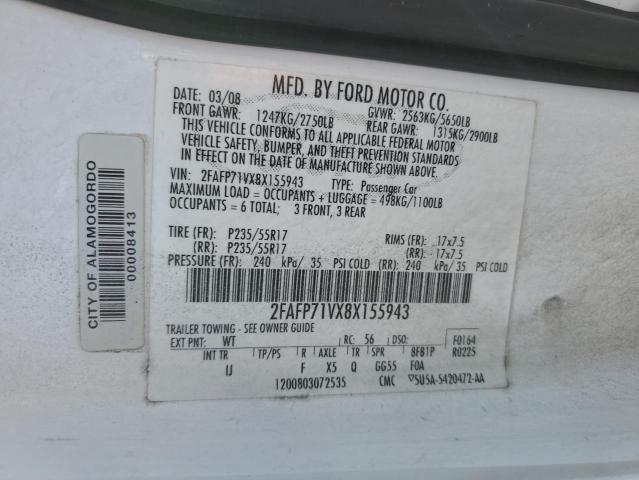 MFD. BY FORD MOTOR CO.
03/08 GVWR: 2563KG/5650LB
FRONT GAWR: 1247KG/2750LB REAR GAWR: 1315KG/2900LB
THIS VEHICLE CONFORMS TO ALL APPLICABLE FEDERAL MOTOR
VEHICLE SAFETY, BUMPER, AND THEFT PREVENTION STANDARDS
IN EFFECT ON THE DATE OF MANUFACTURE SHOWN ABOVE.
VIN: 2FAFP71VX8X155943 TYPE: Passenger Car
MAXIMUM LOAD = OCCUPANTS + LUGGAGE = 498KG/1100LB
OCCUPANTS = 6 TOTAL; 3 FRONT, 3 REAR
TIRE (FR): P235/55R17 RIMS (FR): 17x7.5
(RR): P235/55R17 (RR): 17x7.5
PRESSURE (FR): 240 kPa/ 35 PSI COLD (RR): 240 kPa/ 35 PSI COLD
2FAFP71VX8X155943
TRAILER TOWING - SEE OWNER GUIDE
EXT PNT: WT RC: 56 DSO: F0164
INT TR TP/PS R AXLE TR SPR BFB1P R0225
IJ F X5 Q GG55 F0A
1200803072535 CMC 5U5A-5420472-AA
CITY OF ALAMOGORDO
00008413